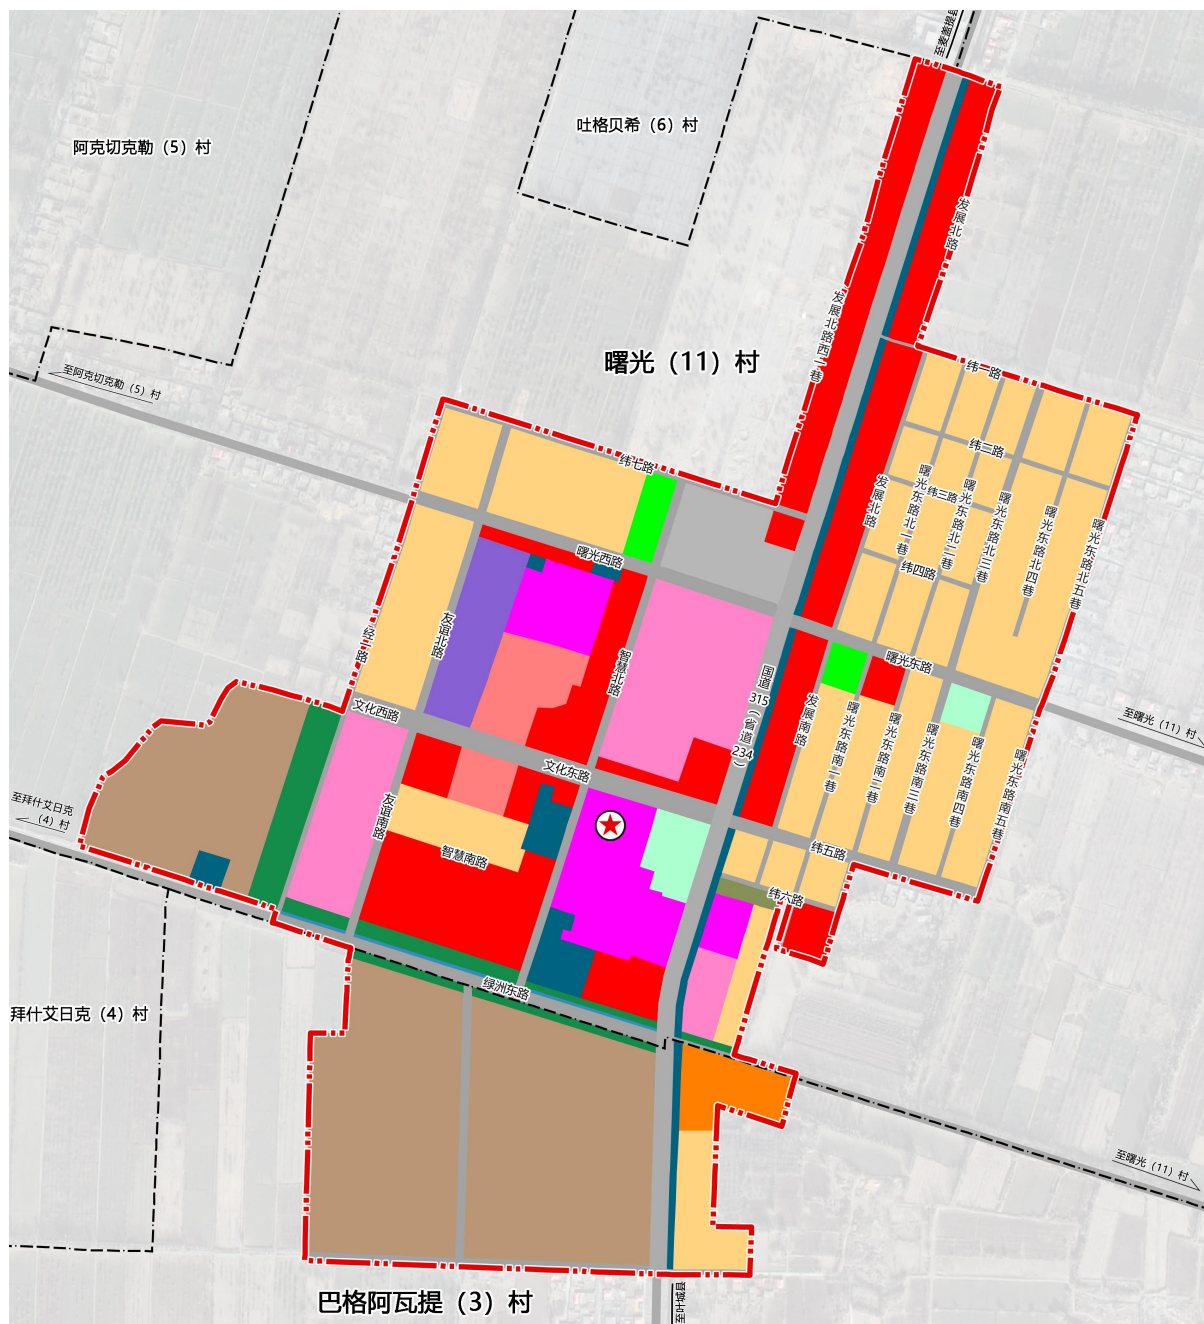 至麦盖提县
吐格贝希（6）村
阿克切克勒（5）村
发展北路
发展北路西一巷
曙光（11）村
纬一路
至阿克切克勒（5）村
纬二路
纬七路
纬三路
发展北路
曙光东路北一巷
曙光东路北二巷
曙光东路北三巷
曙光东路北四巷
曙光东路北五巷
曙光西路
纬四路
经一路
友谊北路
智慧北路
曙光东路
国道315（省道234）
文化西路
发展南路
曙光东路南一巷
曙光东路南二巷
曙光东路南三巷
曙光东路南四巷
曙光东路南五巷
至曙光（11）村
文化东路
至拜什艾日克
（4）村
友谊南路
智慧南路
纬五路
纬六路
绿洲东路
拜什艾日克（4）村
至曙光（11）村
巴格阿瓦提（3）村
至叶城县